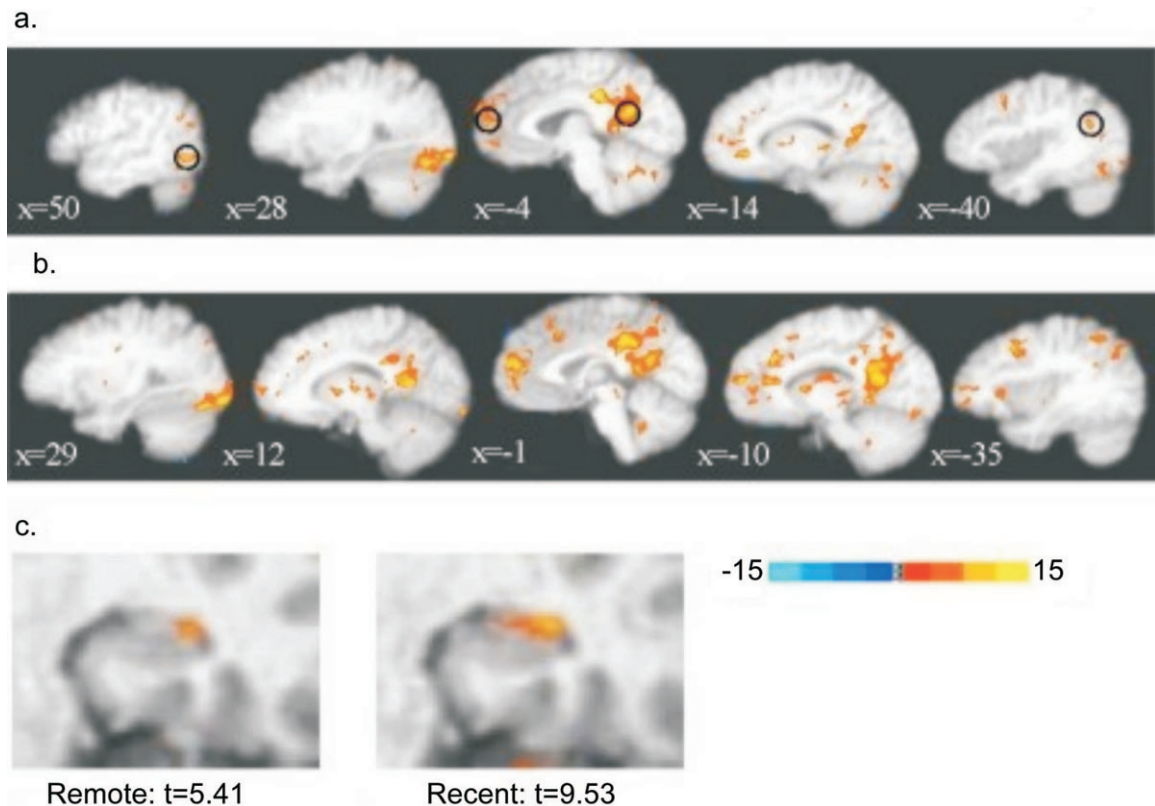 a.
x=50 x=28 x=-4 x=-14 x=-40
b.
x=29 x=12 x=-1 x=-10 x=-35
c.
-15 15
Remote: t=5.41 Recent: t=9.53